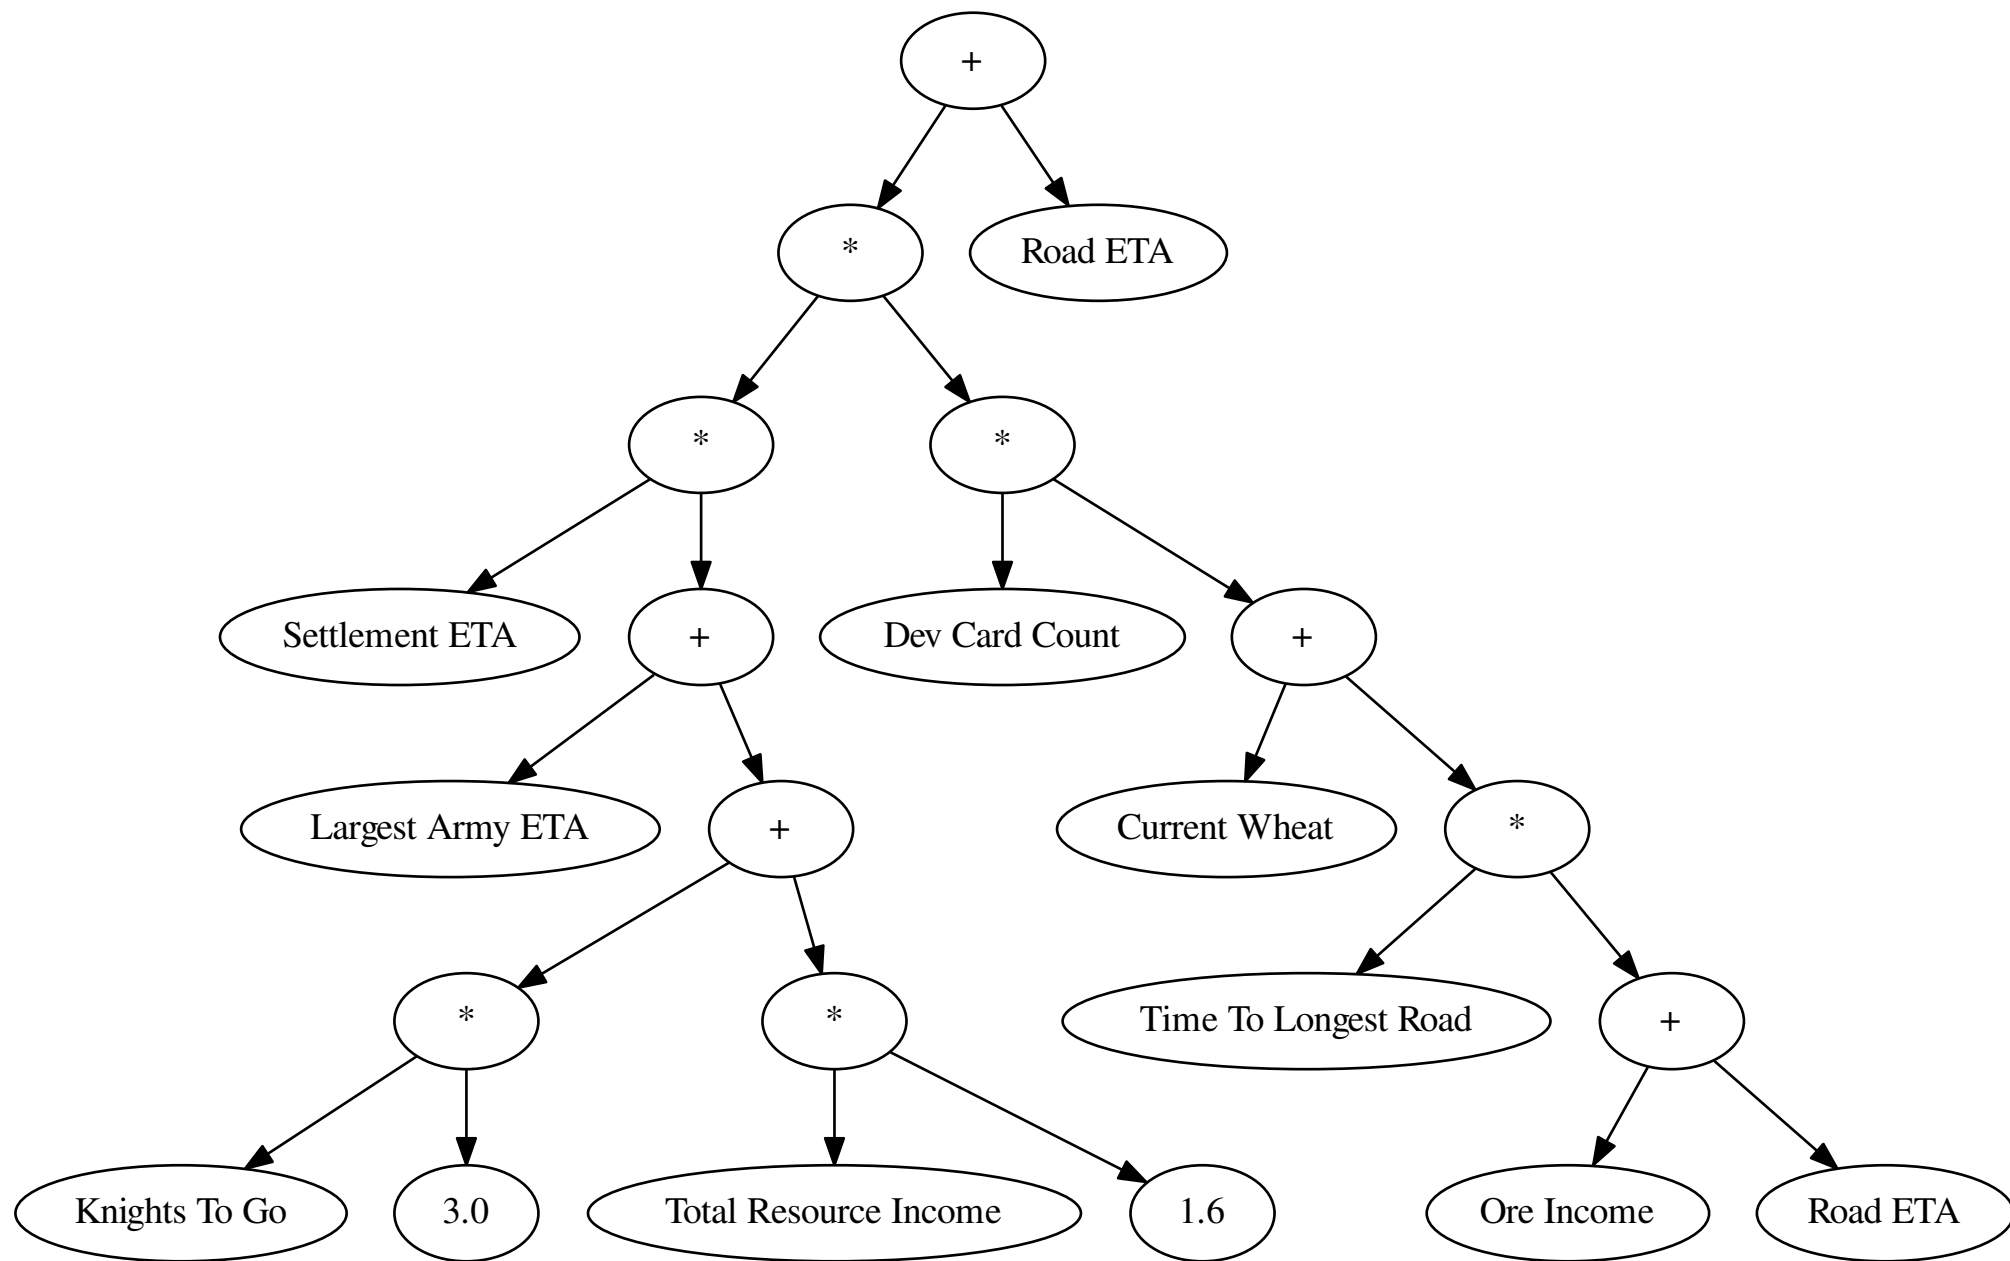 +
*
Road ETA
*
*
Settlement ETA
+
Dev Card Count
+
Largest Army ETA
+
Current Wheat
*
*
*
Time To Longest Road
+
Knights To Go
3.0
Total Resource Income
1.6
Ore Income
Road ETA